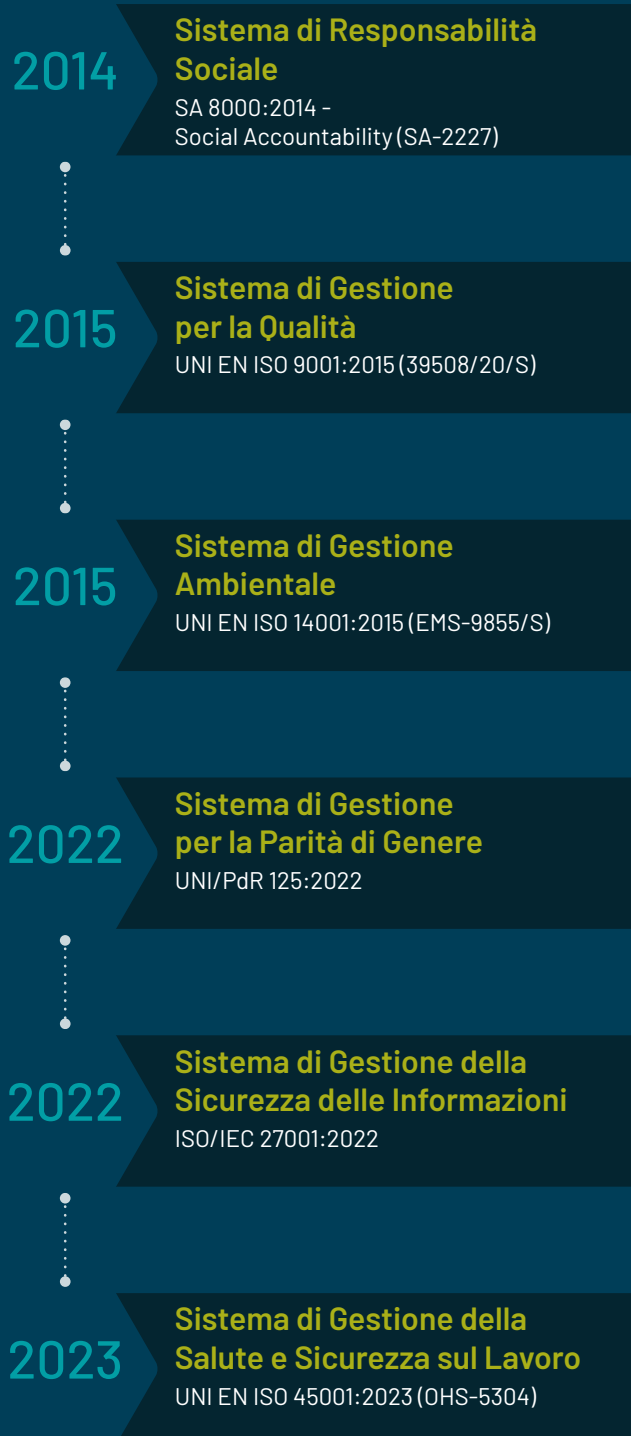 2014
Sistema di Responsabilità
Sociale
SA 8000:2014 -
Social Accountability (SA-2227)
2015
Sistema di Gestione
per la Qualità
UNI EN ISO 9001:2015 (39508/20/S)
2015
Sistema di Gestione
Ambientale
UNI EN ISO 14001:2015 (EMS-9855/S)
2022
Sistema di Gestione
per la Parità di Genere
UNI/PdR 125:2022
2022
Sistema di Gestione della
Sicurezza delle Informazioni
ISO/IEC 27001:2022
2023
Sistema di Gestione della
Salute e Sicurezza sul Lavoro
UNI EN ISO 45001:2023 (OHS-5304)